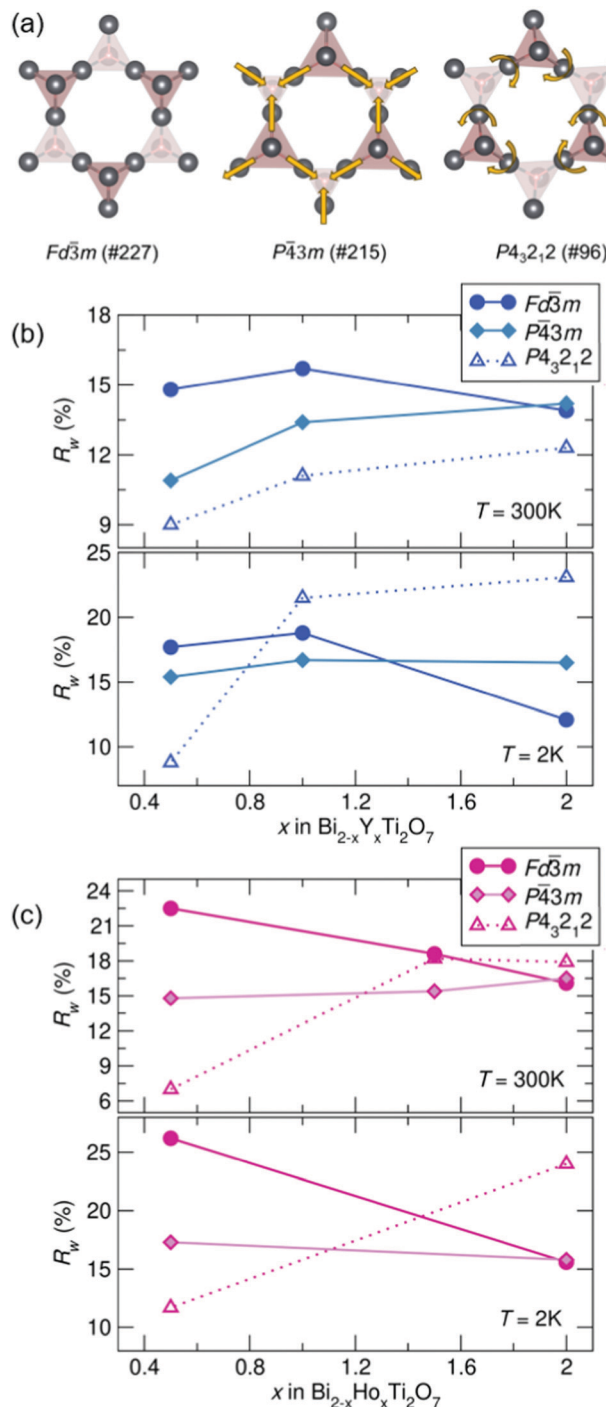 (a)
Fd3̅m (#227) P4̅3m (#215) P4₃2₁2 (#96)
(b)
Fd3̅m
P4̅3m
P4₃2₁2
18
15
12
9
R_w (%)
T = 300K
25
20
15
10
R_w (%)
T = 2K
0.4 0.8 1.2 1.6 2
x in Bi₂₋ₓYₓTi₂O₇
(c)
Fd3̅m
P4̅3m
P4₃2₁2
24
21
18
15
12
9
6
R_w (%)
T = 300K
25
20
15
10
R_w (%)
T = 2K
0.4 0.8 1.2 1.6 2
x in Bi₂₋ₓHoₓTi₂O₇